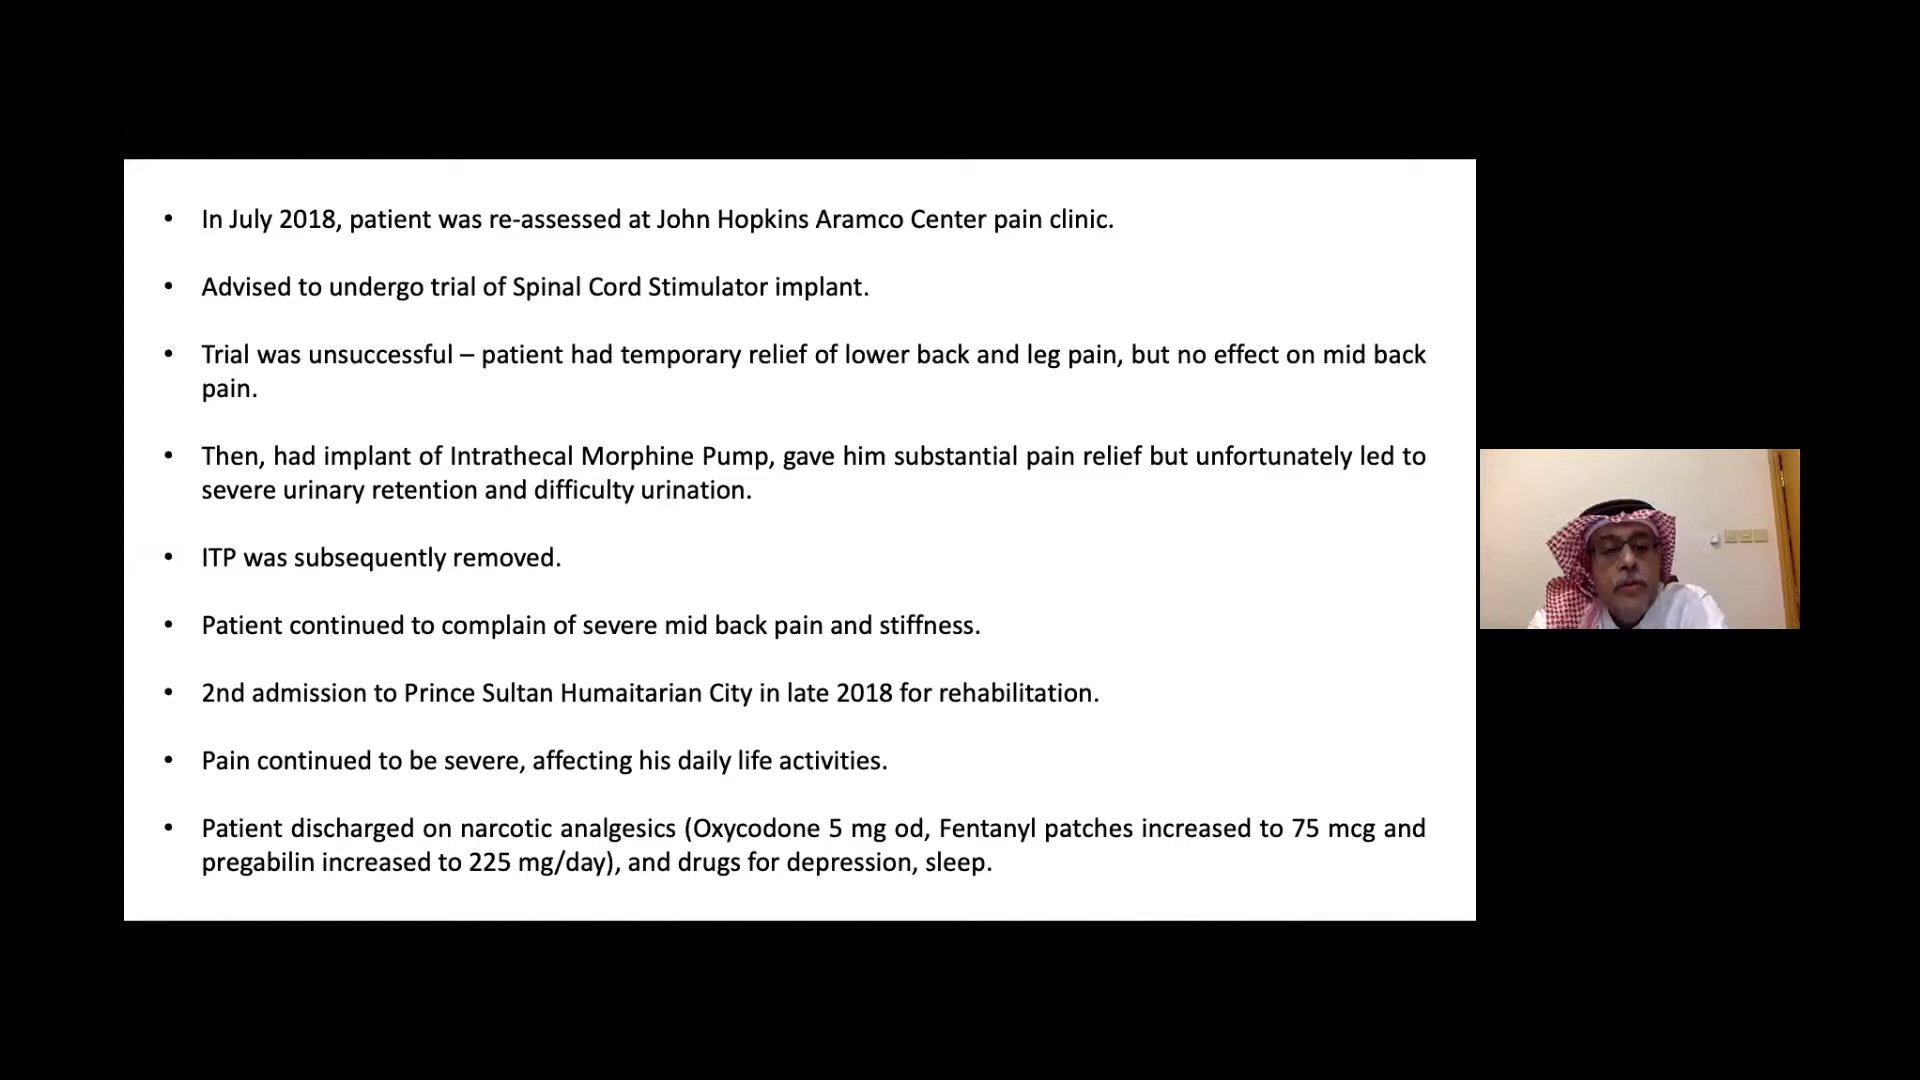 • In July 2018, patient was re-assessed at John Hopkins Aramco Center pain clinic.
• Advised to undergo trial of Spinal Cord Stimulator implant.
• Trial was unsuccessful – patient had temporary relief of lower back and leg pain, but no effect on mid back
pain.
• Then, had implant of Intrathecal Morphine Pump, gave him substantial pain relief but unfortunately led to
severe urinary retention and difficulty urination.
• ITP was subsequently removed.
• Patient continued to complain of severe mid back pain and stiffness.
• 2nd admission to Prince Sultan Humaitarian City in late 2018 for rehabilitation.
• Pain continued to be severe, affecting his daily life activities.
• Patient discharged on narcotic analgesics (Oxycodone 5 mg od, Fentanyl patches increased to 75 mcg and
pregabilin increased to 225 mg/day), and drugs for depression, sleep.